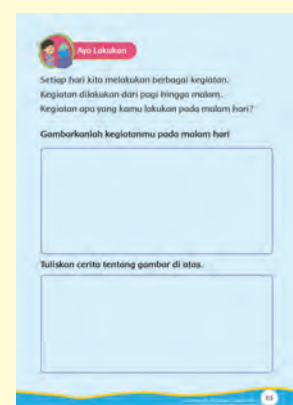 Ayo Lakukan
Setiap hari kita melakukan berbagai kegiatan.
Kegiatan dilakukan dari pagi hingga malam.
Kegiatan apa yang kamu lakukan pada malam hari?
Gambarkanlah kegiatanmu pada malam hari
Tuliskan cerita tentang gambar di atas.